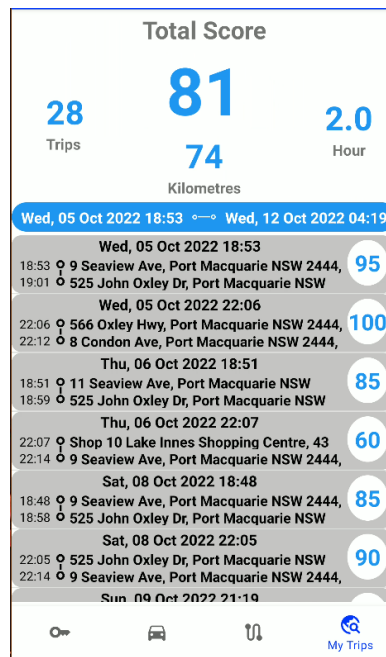 Total Score
81
28
Trips
74
Kilometres
2.0
Hour
Wed, 05 Oct 2022 18:53 Wed, 12 Oct 2022 04:19
Wed, 05 Oct 2022 18:53
18:53 9 Seaview Ave, Port Macquarie NSW 2444,
19:01 525 John Oxley Dr, Port Macquarie NSW
95
Wed, 05 Oct 2022 22:06
22:06 566 Oxley Hwy, Port Macquarie NSW 2444,
22:12 8 Condon Ave, Port Macquarie NSW 2444,
100
Thu, 06 Oct 2022 18:51
18:51 11 Seaview Ave, Port Macquarie NSW
18:59 525 John Oxley Dr, Port Macquarie NSW
85
Thu, 06 Oct 2022 22:07
22:07 Shop 10 Lake Innes Shopping Centre, 43
22:14 9 Seaview Ave, Port Macquarie NSW 2444,
60
Sat, 08 Oct 2022 18:48
18:48 9 Seaview Ave, Port Macquarie NSW 2444,
18:58 525 John Oxley Dr, Port Macquarie NSW
85
Sat, 08 Oct 2022 22:05
22:05 525 John Oxley Dr, Port Macquarie NSW
22:14 9 Seaview Ave, Port Macquarie NSW 2444,
90
Sun, 09 Oct 2022 21:19
My Trips